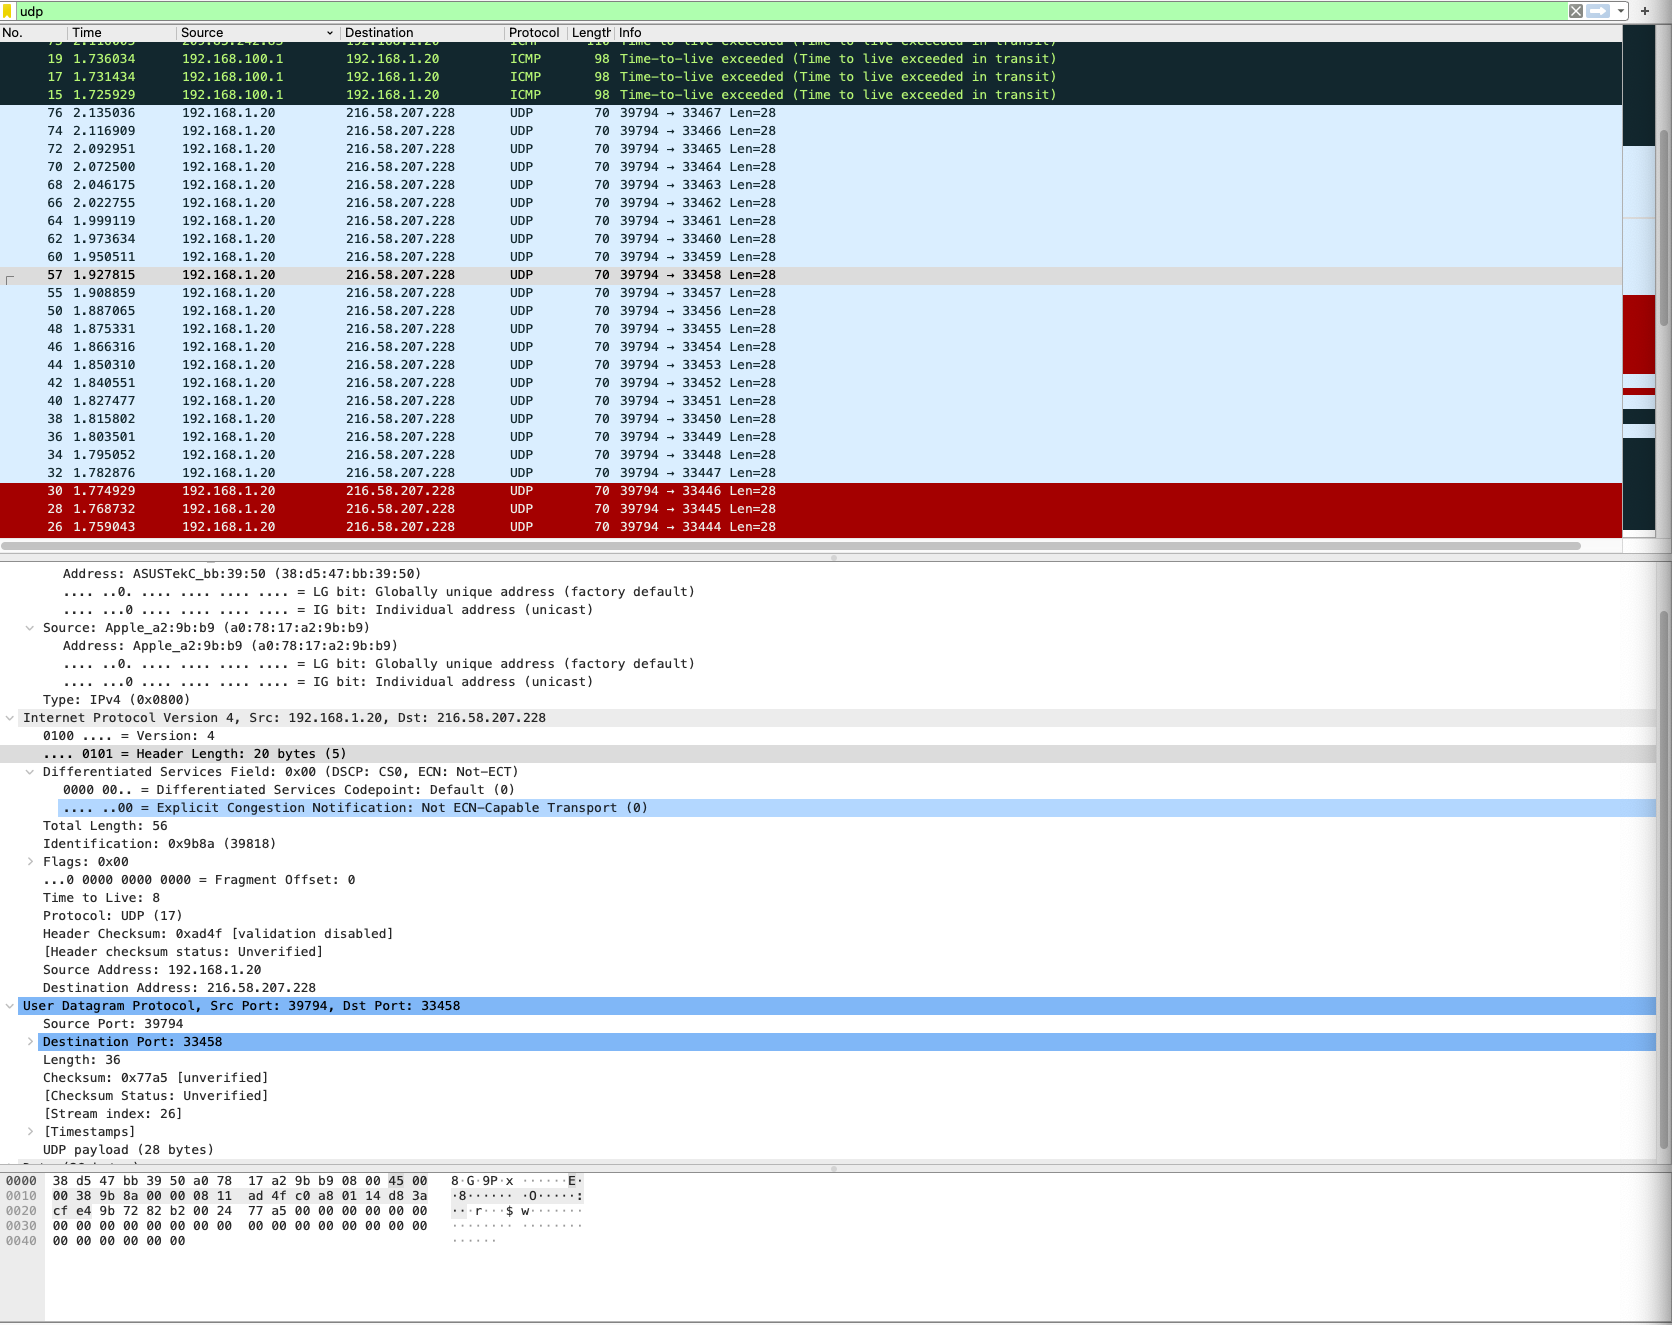 udp
No. Time Source Destination Protocol Length Info
19 1.736034 192.168.100.1 192.168.1.20 ICMP 98 Time-to-live exceeded (Time to live exceeded in transit)
17 1.731434 192.168.100.1 192.168.1.20 ICMP 98 Time-to-live exceeded (Time to live exceeded in transit)
15 1.725929 192.168.100.1 192.168.1.20 ICMP 98 Time-to-live exceeded (Time to live exceeded in transit)
76 2.135036 192.168.1.20 216.58.207.228 UDP 70 39794 → 33467 Len=28
74 2.116909 192.168.1.20 216.58.207.228 UDP 70 39794 → 33466 Len=28
72 2.092951 192.168.1.20 216.58.207.228 UDP 70 39794 → 33465 Len=28
70 2.072500 192.168.1.20 216.58.207.228 UDP 70 39794 → 33464 Len=28
68 2.046175 192.168.1.20 216.58.207.228 UDP 70 39794 → 33463 Len=28
66 2.022755 192.168.1.20 216.58.207.228 UDP 70 39794 → 33462 Len=28
64 1.999119 192.168.1.20 216.58.207.228 UDP 70 39794 → 33461 Len=28
62 1.973634 192.168.1.20 216.58.207.228 UDP 70 39794 → 33460 Len=28
60 1.950511 192.168.1.20 216.58.207.228 UDP 70 39794 → 33459 Len=28
57 1.927815 192.168.1.20 216.58.207.228 UDP 70 39794 → 33458 Len=28
55 1.908859 192.168.1.20 216.58.207.228 UDP 70 39794 → 33457 Len=28
50 1.887065 192.168.1.20 216.58.207.228 UDP 70 39794 → 33456 Len=28
48 1.875331 192.168.1.20 216.58.207.228 UDP 70 39794 → 33455 Len=28
46 1.866316 192.168.1.20 216.58.207.228 UDP 70 39794 → 33454 Len=28
44 1.850310 192.168.1.20 216.58.207.228 UDP 70 39794 → 33453 Len=28
42 1.840551 192.168.1.20 216.58.207.228 UDP 70 39794 → 33452 Len=28
40 1.827477 192.168.1.20 216.58.207.228 UDP 70 39794 → 33451 Len=28
38 1.815802 192.168.1.20 216.58.207.228 UDP 70 39794 → 33450 Len=28
36 1.803501 192.168.1.20 216.58.207.228 UDP 70 39794 → 33449 Len=28
34 1.795052 192.168.1.20 216.58.207.228 UDP 70 39794 → 33448 Len=28
32 1.782876 192.168.1.20 216.58.207.228 UDP 70 39794 → 33447 Len=28
30 1.774929 192.168.1.20 216.58.207.228 UDP 70 39794 → 33446 Len=28
28 1.768732 192.168.1.20 216.58.207.228 UDP 70 39794 → 33445 Len=28
26 1.759043 192.168.1.20 216.58.207.228 UDP 70 39794 → 33444 Len=28
Address: ASUSTekC_bb:39:50 (38:d5:47:bb:39:50)
.... ..0. .... .... .... .... = LG bit: Globally unique address (factory default)
.... ...0 .... .... .... .... = IG bit: Individual address (unicast)
Source: Apple_a2:9b:b9 (a0:78:17:a2:9b:b9)
Address: Apple_a2:9b:b9 (a0:78:17:a2:9b:b9)
.... ..0. .... .... .... .... = LG bit: Globally unique address (factory default)
.... ...0 .... .... .... .... = IG bit: Individual address (unicast)
Type: IPv4 (0x0800)
Internet Protocol Version 4, Src: 192.168.1.20, Dst: 216.58.207.228
0100 .... = Version: 4
.... 0101 = Header Length: 20 bytes (5)
Differentiated Services Field: 0x00 (DSCP: CS0, ECN: Not-ECT)
0000 00.. = Differentiated Services Codepoint: Default (0)
.... ..00 = Explicit Congestion Notification: Not ECN-Capable Transport (0)
Total Length: 56
Identification: 0x9b8a (39818)
Flags: 0x00
...0 0000 0000 0000 = Fragment Offset: 0
Time to Live: 8
Protocol: UDP (17)
Header Checksum: 0xad4f [validation disabled]
[Header checksum status: Unverified]
Source Address: 192.168.1.20
Destination Address: 216.58.207.228
User Datagram Protocol, Src Port: 39794, Dst Port: 33458
Source Port: 39794
Destination Port: 33458
Length: 36
Checksum: 0x77a5 [unverified]
[Checksum Status: Unverified]
[Stream index: 26]
[Timestamps]
UDP payload (28 bytes)
0000 38 d5 47 bb 39 50 a0 78 17 a2 9b b9 08 00 45 00 8·G·9P·x ······E·
0010 00 38 9b 8a 00 00 08 11 ad 4f c0 a8 01 14 d8 3a ·8······ ·O·····:
0020 cf e4 9b 72 82 b2 00 24 77 a5 00 00 00 00 00 00 ···r···$ w·······
0030 00 00 00 00 00 00 00 00 00 00 00 00 00 00 00 00 ········ ········
0040 00 00 00 00 00 00 ······